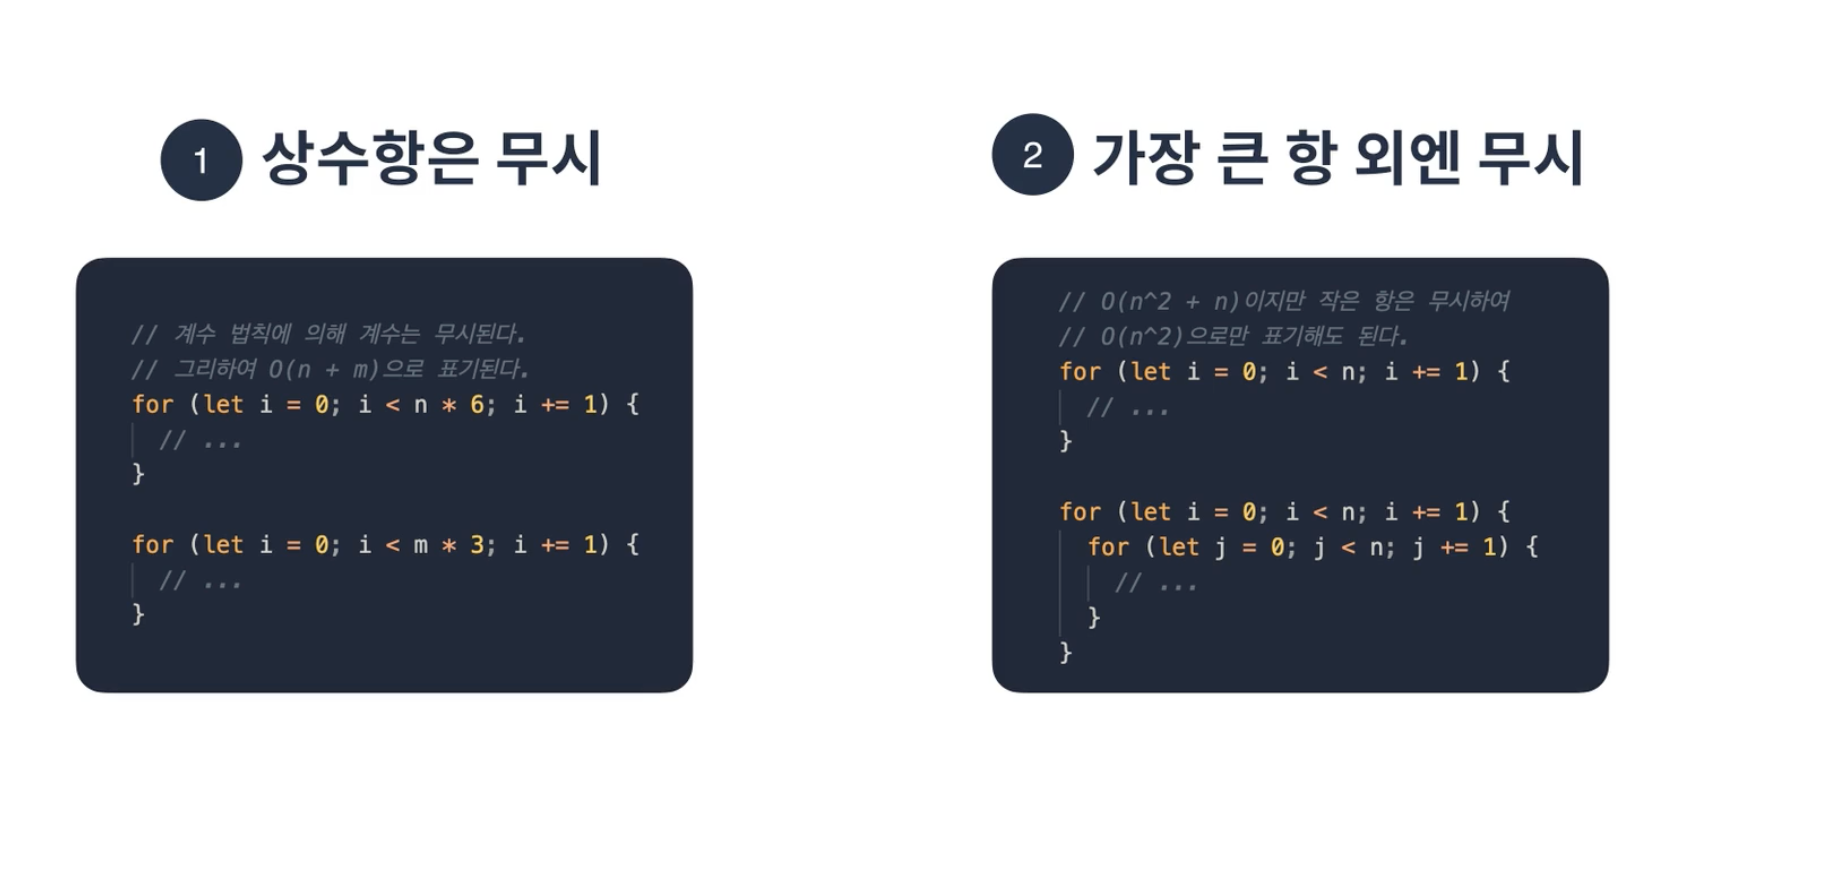 1 상수항은 무시
// 계수 법칙에 의해 계수는 무시된다.
// 그리하여 O(n + m)으로 표기된다.
for (let i = 0; i < n * 6; i += 1) {
  // ...
}
for (let i = 0; i < m * 3; i += 1) {
  // ...
}
2 가장 큰 항 외엔 무시
// O(n^2 + n)이지만 작은 항은 무시하여
// O(n^2)으로만 표기해도 된다.
for (let i = 0; i < n; i += 1) {
  // ...
}
for (let i = 0; i < n; i += 1) {
  for (let j = 0; j < n; j += 1) {
    // ...
  }
}